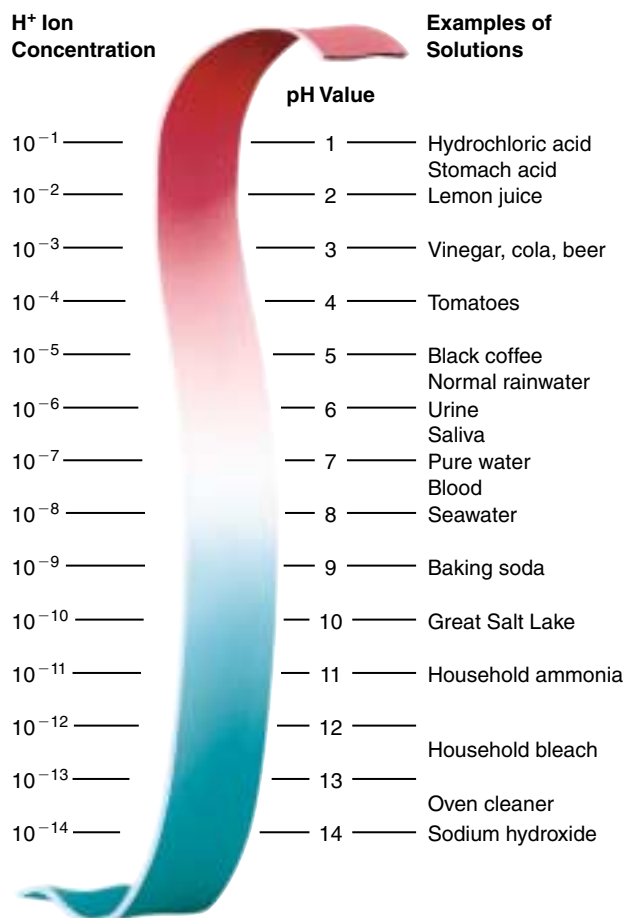 H⁺ Ion
Concentration
Examples of
Solutions
pH Value
10⁻¹ 1 Hydrochloric acid
Stomach acid
10⁻² 2 Lemon juice
10⁻³ 3 Vinegar, cola, beer
10⁻⁴ 4 Tomatoes
10⁻⁵ 5 Black coffee
Normal rainwater
10⁻⁶ 6 Urine
Saliva
10⁻⁷ 7 Pure water
Blood
10⁻⁸ 8 Seawater
10⁻⁹ 9 Baking soda
10⁻¹⁰ 10 Great Salt Lake
10⁻¹¹ 11 Household ammonia
10⁻¹² 12
Household bleach
10⁻¹³ 13
Oven cleaner
10⁻¹⁴ 14 Sodium hydroxide